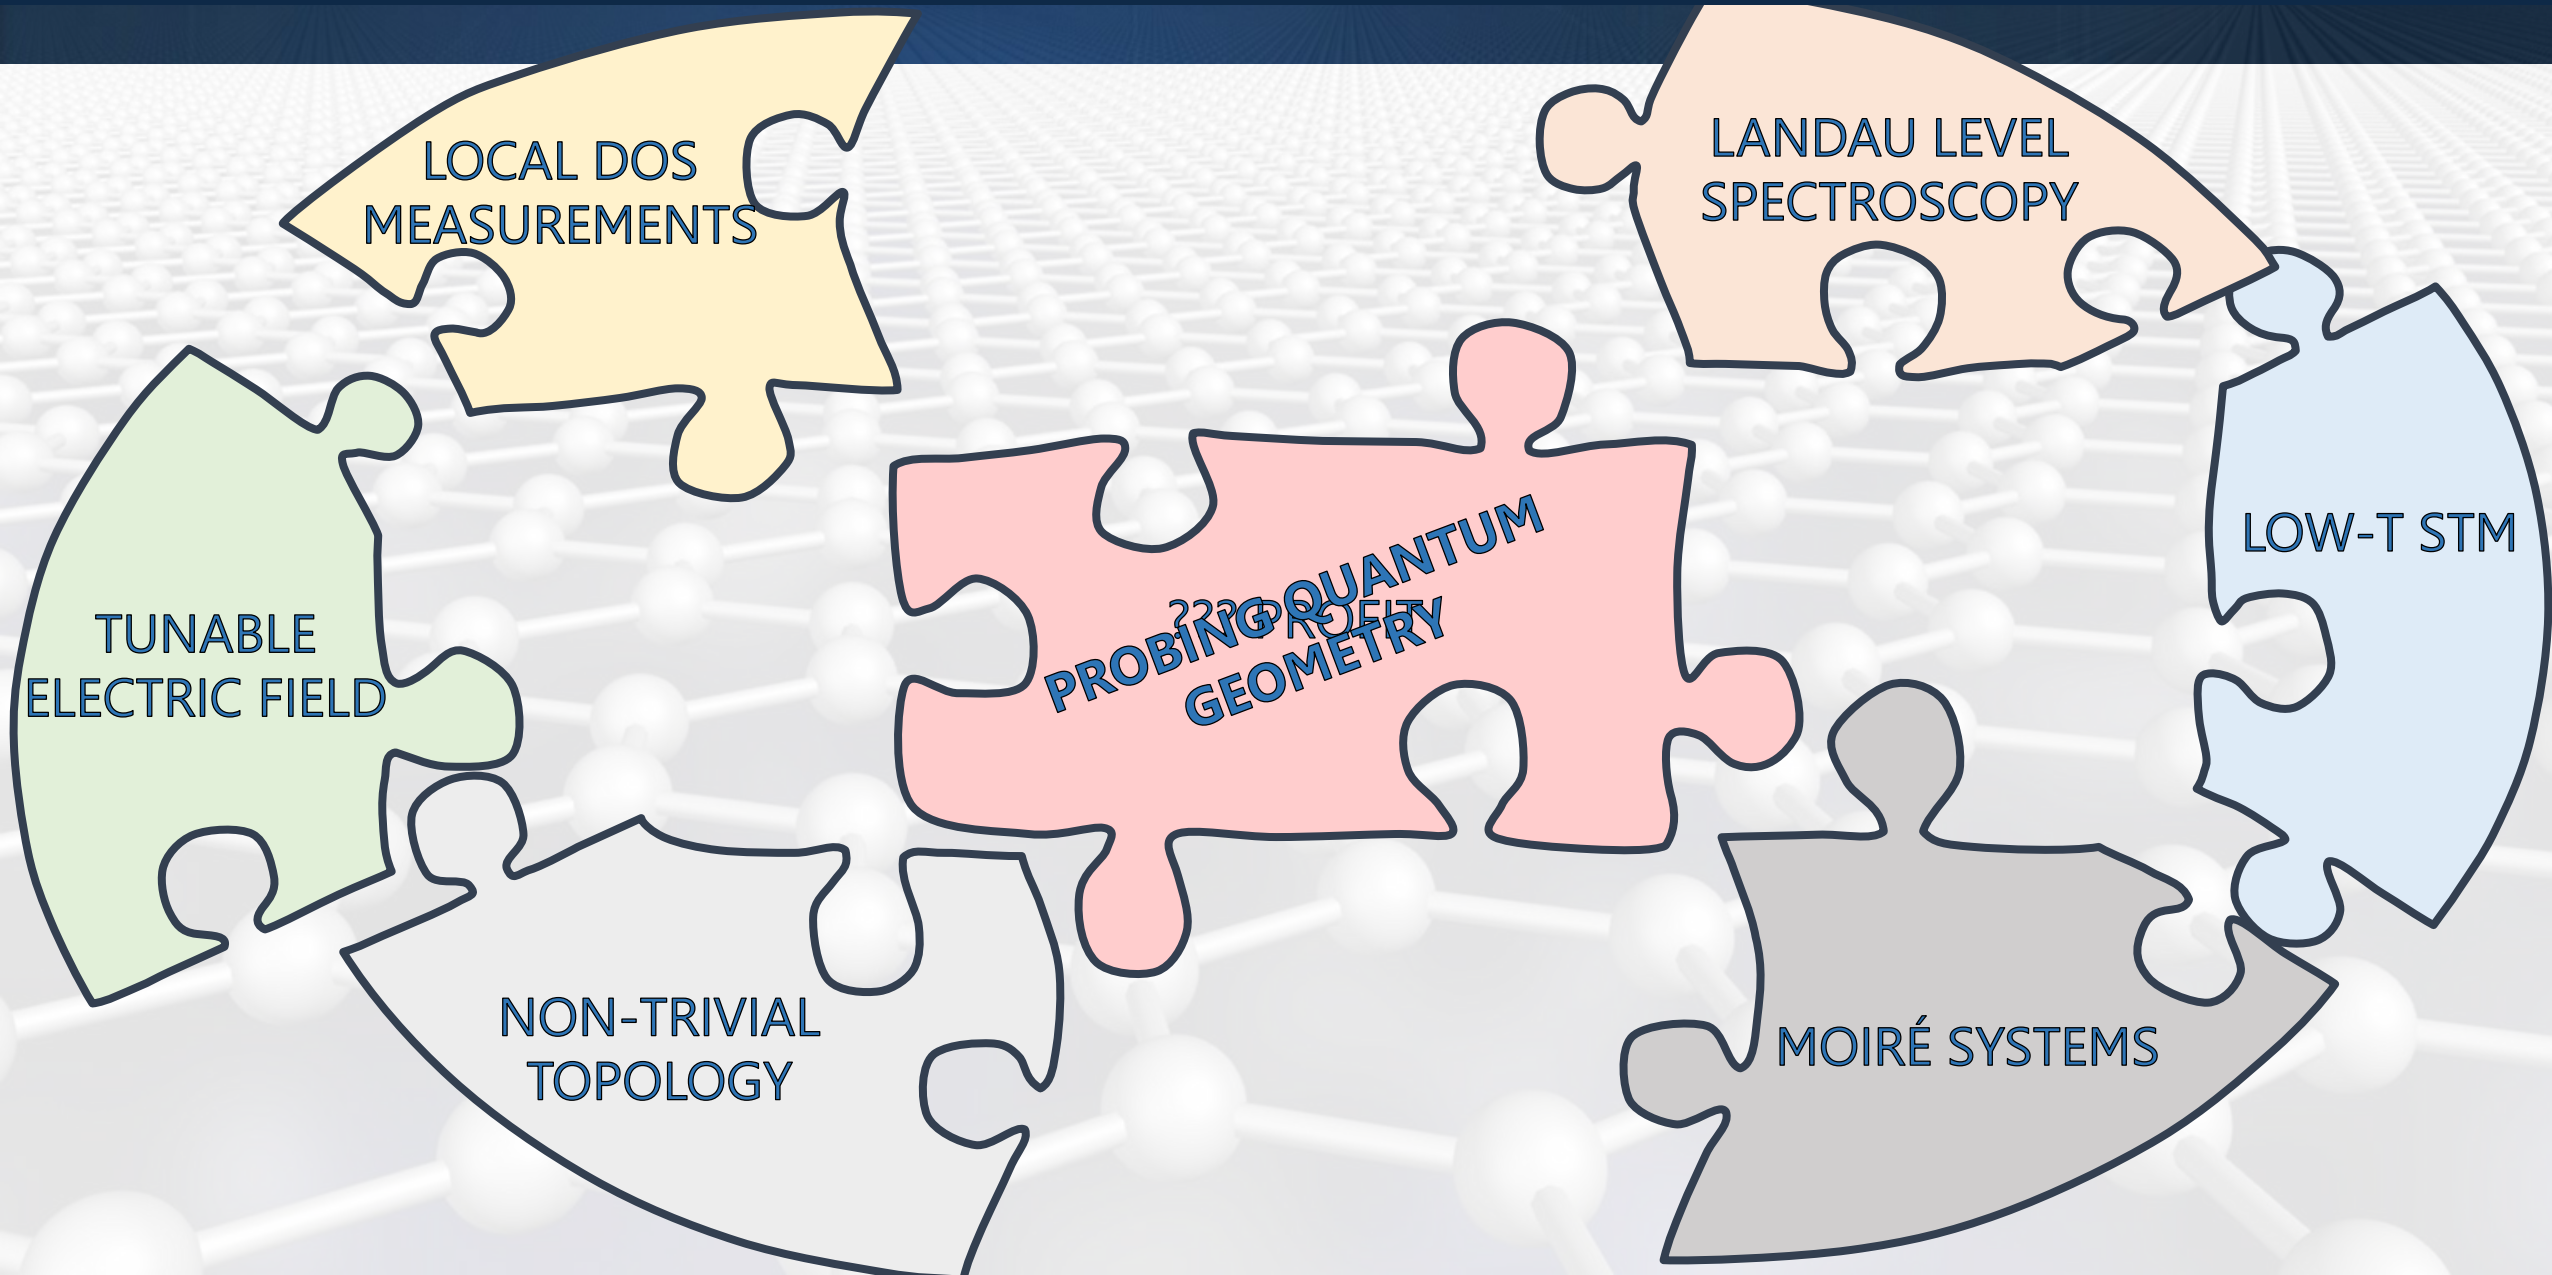 LOCAL DOS
MEASUREMENTS
LANDAU LEVEL
SPECTROSCOPY
LOW-T STM
TUNABLE
ELECTRIC FIELD
PROBING QUANTUM
GEOMETRY
???PROFIT
NON-TRIVIAL
TOPOLOGY
MOIRÉ SYSTEMS